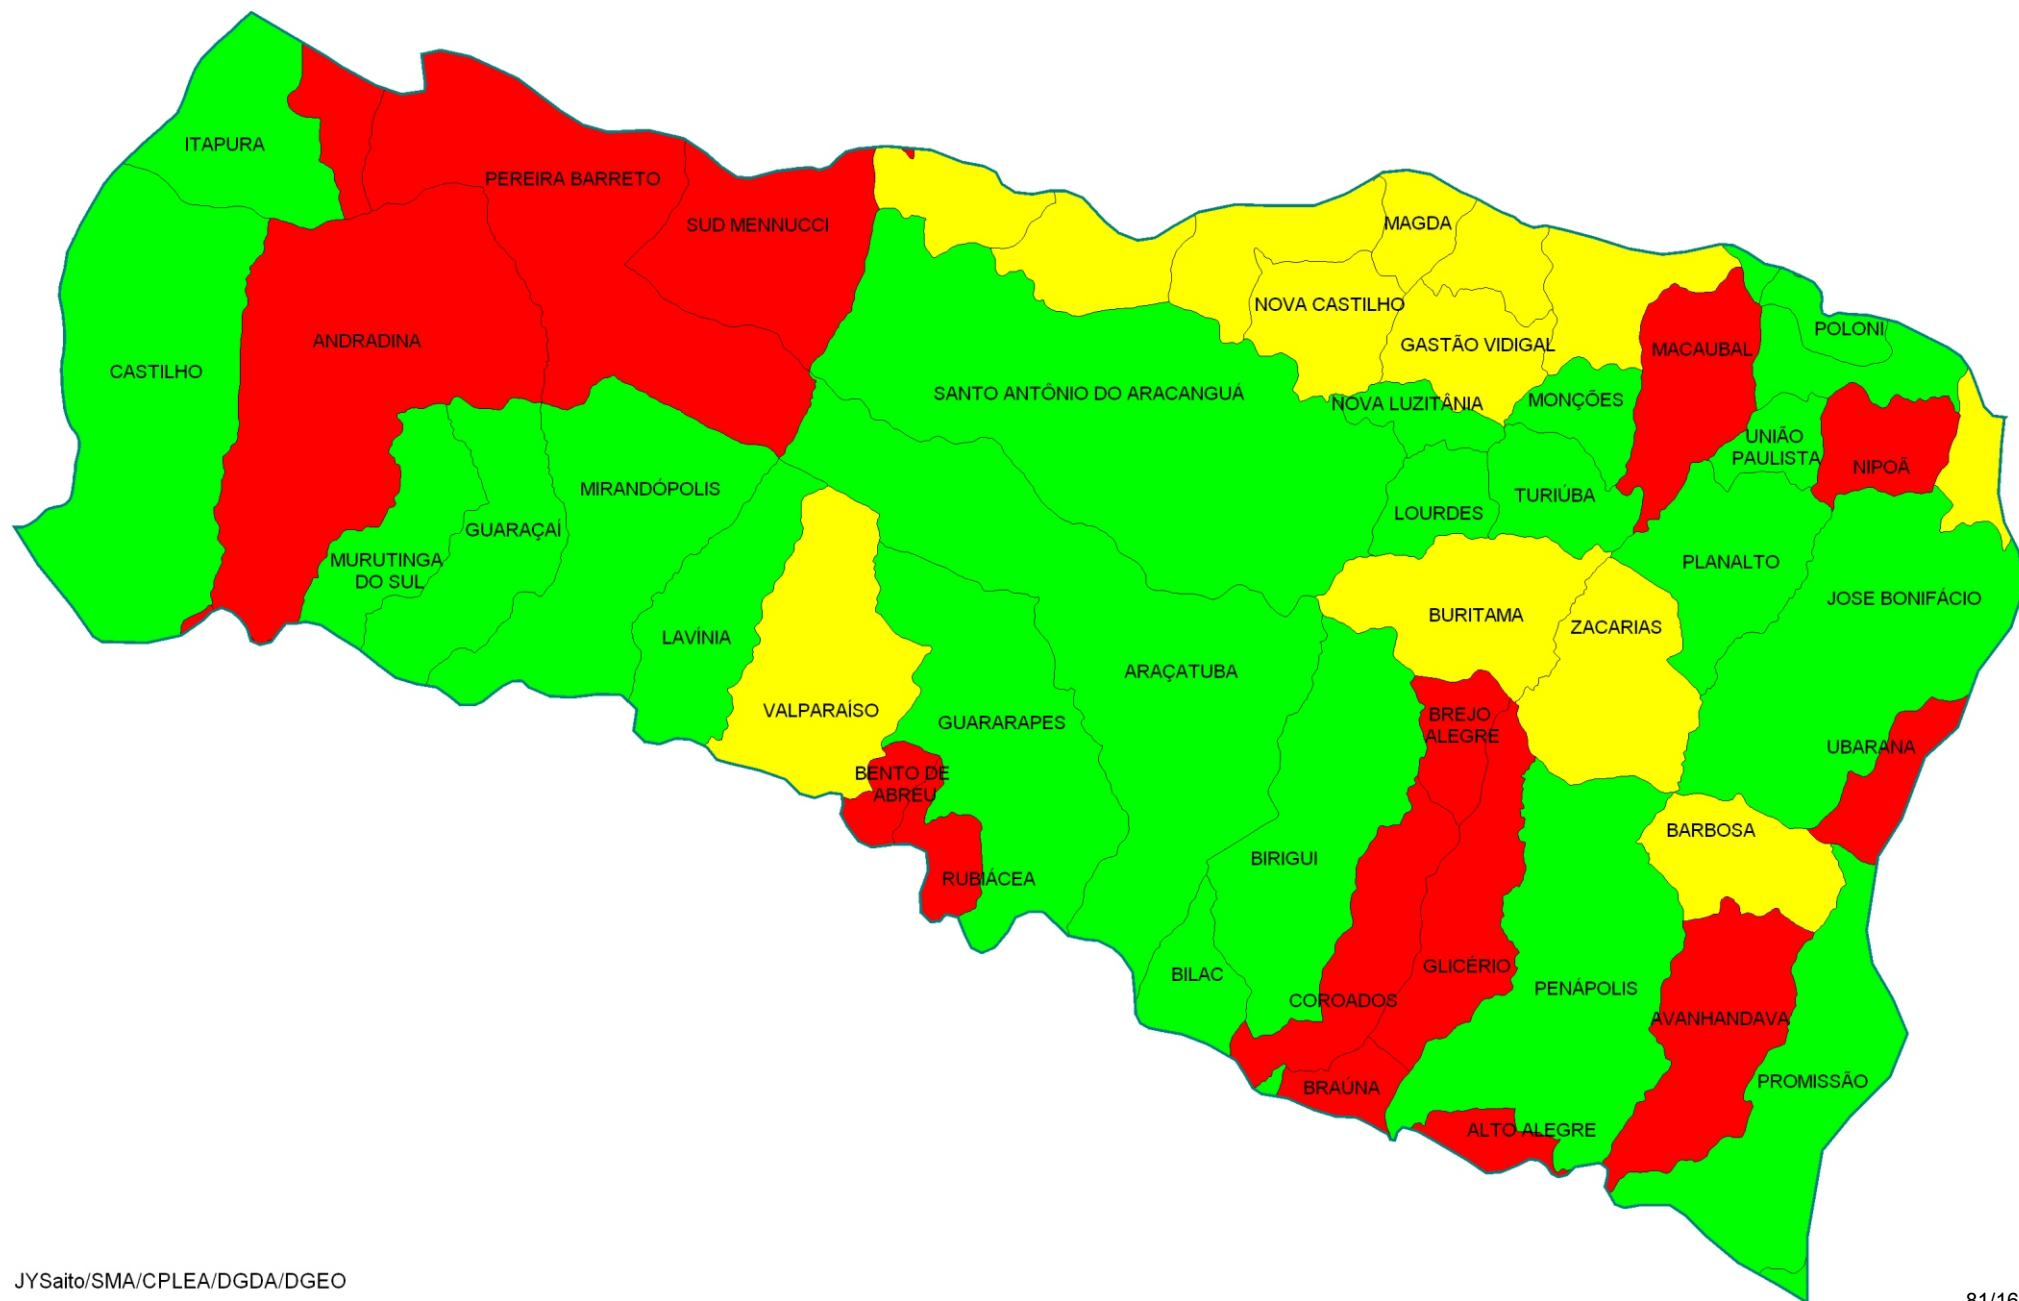 ITAPURA
PEREIRA BARRETO
SUD MENNUCCI
MAGDA
NOVA CASTILHO
POLONI
ANDRADINA
GASTÃO VIDIGAL
MACAUBAL
CASTILHO
SANTO ANTÔNIO DO ARACANGUÁ
NOVA LUZITÂNIA
MONÇÕES
UNIÃO
PAULISTA
NIPOÃ
MIRANDÓPOLIS
TURIÚBA
LOURDES
GUARAÇAÍ
MURUTINGA
DO SUL
PLANALTO
JOSE BONIFÁCIO
BURITAMA
ZACARIAS
LAVÍNIA
ARAÇATUBA
VALPARAÍSO
GUARARAPES
BREJO
ALEGRE
UBARANA
BENTO DE
ABREU
BARBOSA
BIRIGUI
RUBIÁCEA
GLICÉRIO
BILAC
PENÁPOLIS
COROADOS
AVANHANDAVA
BRAÚNA
PROMISSÃO
ALTO ALEGRE
JYSaito/SMA/CPLEA/DGDA/DGEO
81/16